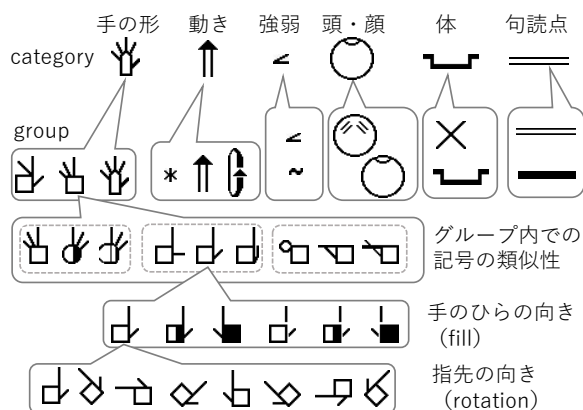 手の形 動き 強弱 頭・顔 体 句読点
category
group
グループ内での
記号の類似性
手のひらの向き
（fill）
指先の向き
（rotation）